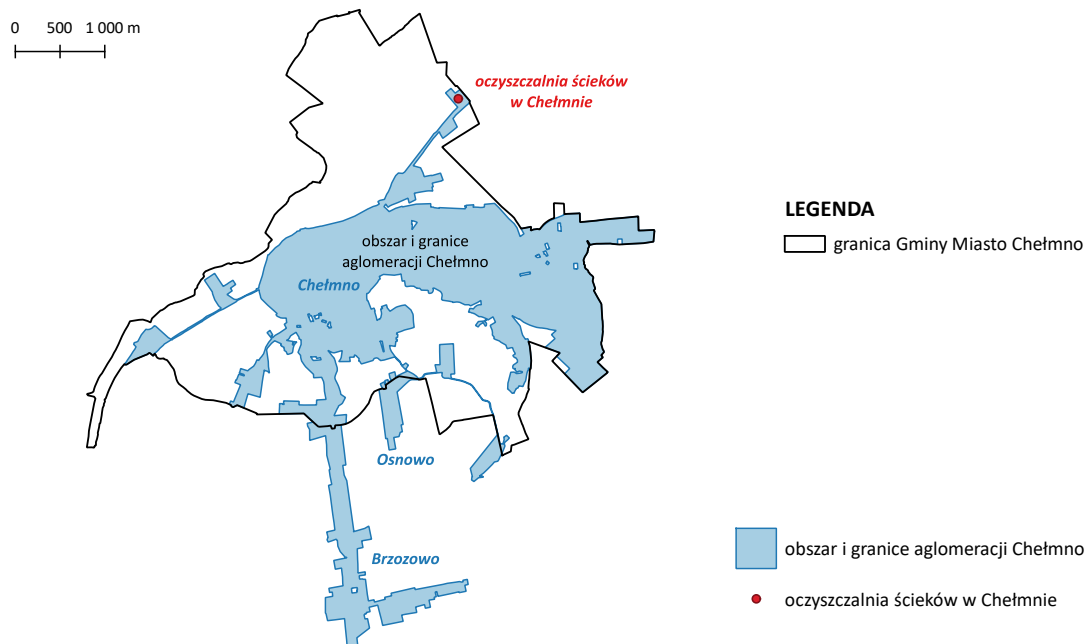 0 500 1 000 m
oczyszczalnia ścieków
w Chełmnie
LEGENDA
granica Gminy Miasto Chełmno
obszar i granice
aglomeracji Chełmno
Chełmno
Osnowo
Brzozowo
obszar i granice aglomeracji Chełmno
oczyszczalnia ścieków w Chełmnie